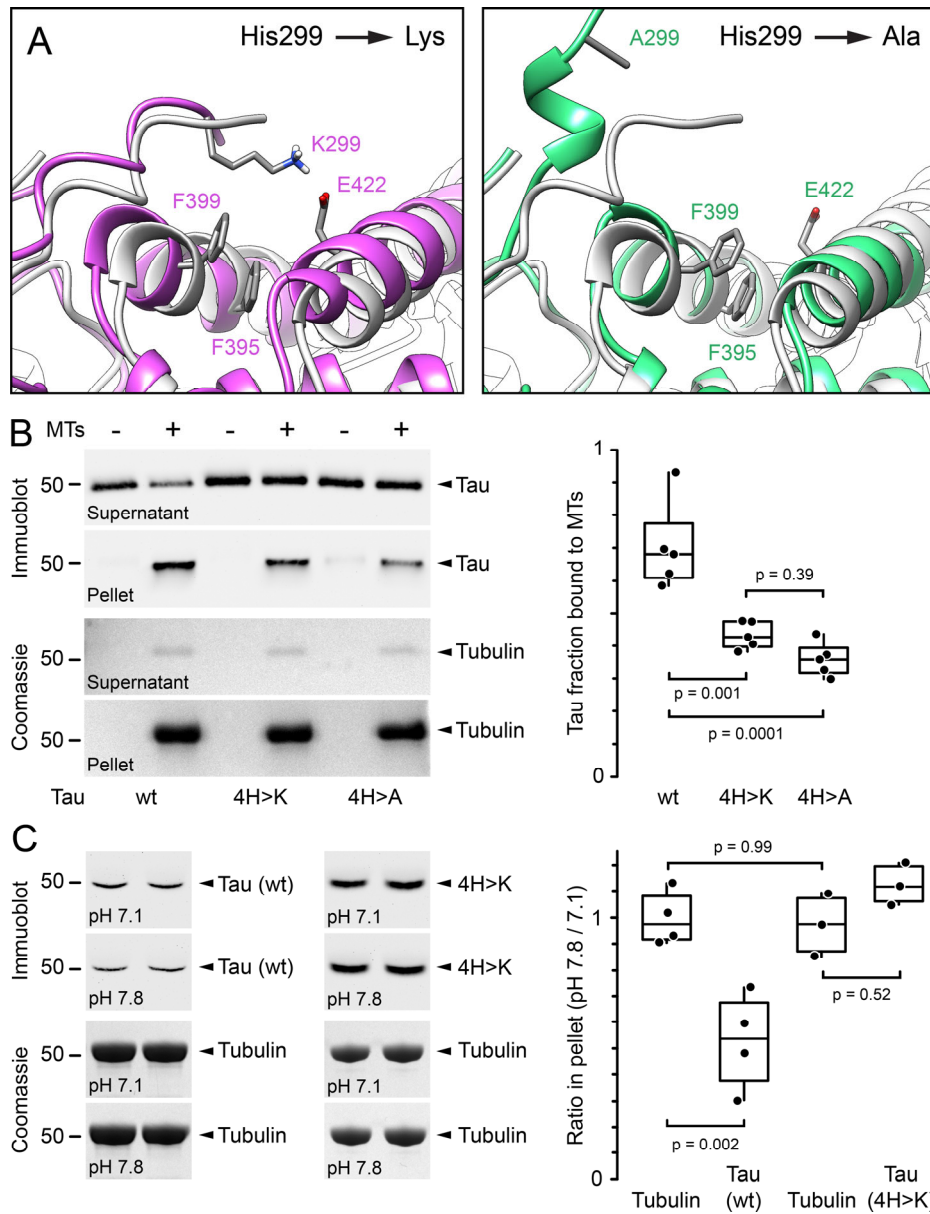 A
His299 → Lys
K299
F399
E422
F395
His299 → Ala
A299
F399
E422
F395
B
MTs - + - + - +
Immuoblot
50
Tau
Supernatant
50
Tau
Pellet
Coomassie
50
Tubulin
Supernatant
50
Tubulin
Pellet
Tau wt 4H>K 4H>A
Tau fraction bound to MTs
1
0
p = 0.39
p = 0.001
p = 0.0001
wt 4H>K 4H>A
C
Immuoblot
50
Tau (wt)
pH 7.1
50
Tau (wt)
pH 7.8
Coomassie
50
Tubulin
pH 7.1
50
Tubulin
pH 7.8
4H>K
pH 7.1
4H>K
pH 7.8
Tubulin
pH 7.1
Tubulin
pH 7.8
Ratio in pellet (pH 7.8 / 7.1)
1
0
p = 0.99
p = 0.52
p = 0.002
Tubulin
Tau
(wt)
Tubulin
Tau
(4H>K)